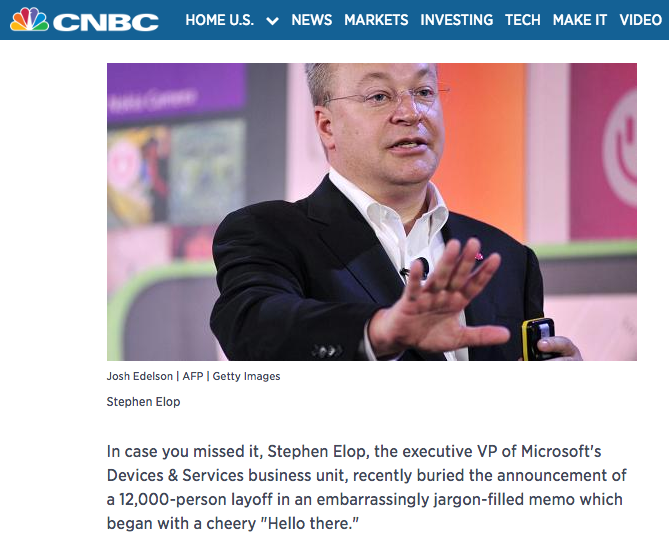 CNBC HOME U.S. NEWS MARKETS INVESTING TECH MAKE IT VIDEO
Nokia Camera
Josh Edelson | AFP | Getty Images
Stephen Elop
In case you missed it, Stephen Elop, the executive VP of Microsoft's
Devices & Services business unit, recently buried the announcement of
a 12,000-person layoff in an embarrassingly jargon-filled memo which
began with a cheery "Hello there."